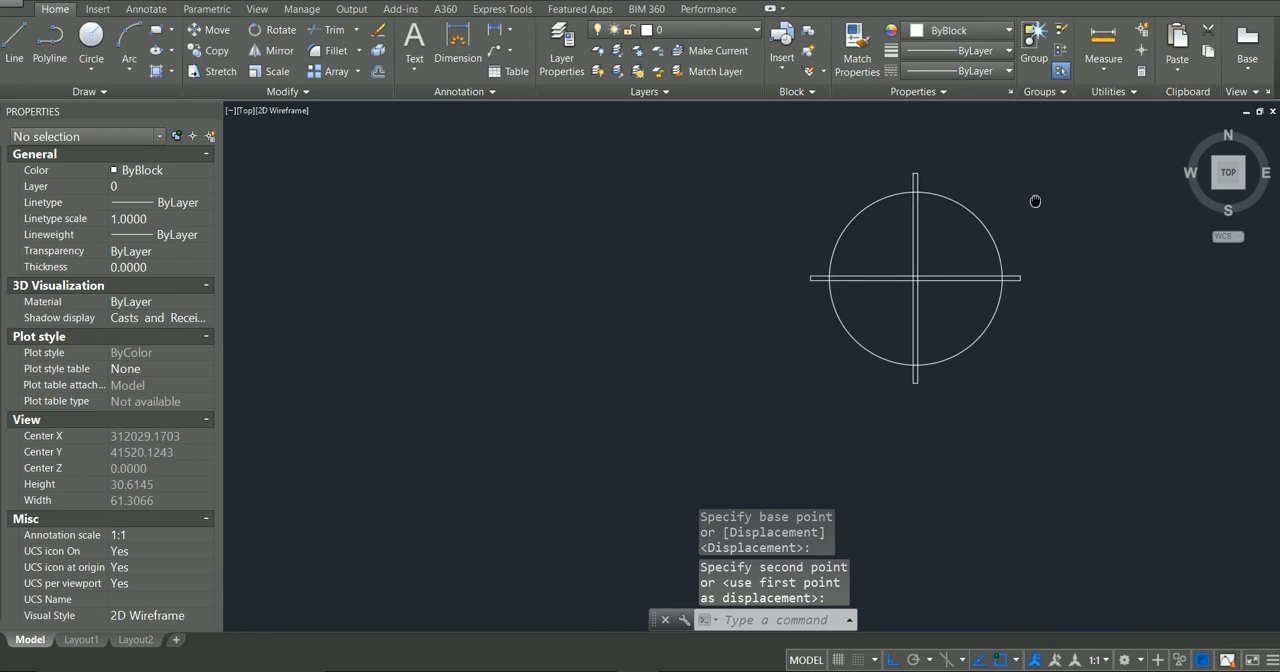 Home Insert Annotate Parametric View Manage Output Add-ins A360 Express Tools Featured Apps BIM 360 Performance
Line
Polyline
Circle
Arc
Draw
Move
Copy
Stretch
Rotate
Mirror
Scale
Trim
Fillet
Array
Modify
Text
Dimension
Table
Annotation
Layer
Properties
0
Make Current
Match Layer
Layers
Insert
Block
Match
Properties
ByBlock
ByLayer
ByLayer
Properties
Group
Groups
Measure
Utilities
Paste
Clipboard
Base
View
PROPERTIES
No selection
General
Color ByBlock
Layer 0
Linetype ByLayer
Linetype scale 1.0000
Lineweight ByLayer
Transparency ByLayer
Thickness 0.0000
3D Visualization
Material ByLayer
Shadow display Casts and Recei...
Plot style
Plot style ByColor
Plot style table None
Plot table attach... Model
Plot table type Not available
View
Center X 312029.1703
Center Y 41520.1243
Center Z 0.0000
Height 30.6145
Width 61.3066
Misc
Annotation scale 1:1
UCS icon On Yes
UCS icon at origin Yes
UCS per viewport Yes
UCS Name
Visual Style 2D Wireframe
[−][Top][2D Wireframe]
N
W TOP E
S
WCS
Specify base point
or [Displacement]
<Displacement>:
Specify second point
or <use first point
as displacement>:
Type a command
Model Layout1 Layout2 +
MODEL 1:1